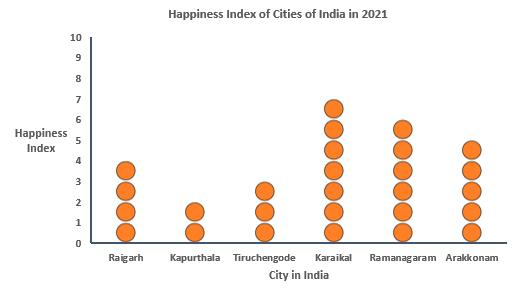 Happiness Index of Cities of India in 2021
10
9
8
7
6
5
4
3
2
1
0
Happiness
Index
Raigarh Kapurthala Tiruchengode Karaikal Ramanagaram Arakkonam
City in India